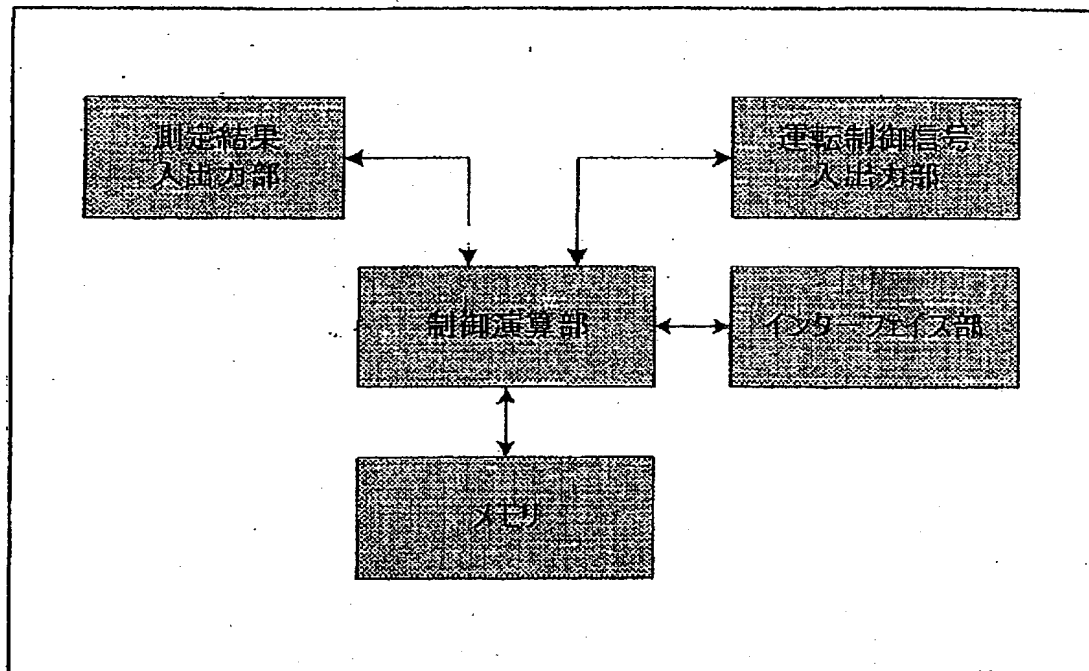 測定結果
入出力部
運転制御信号
入出力部
制御演算部
インターフェイズ部
メモリ